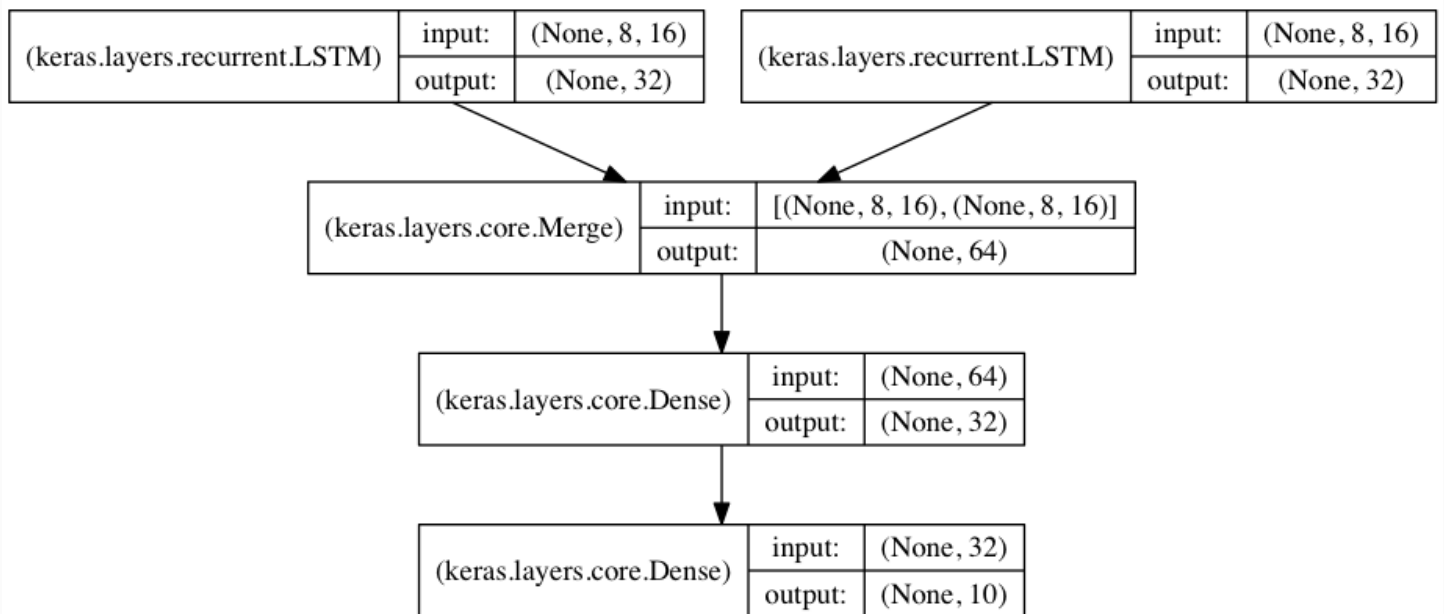 (keras.layers.recurrent.LSTM) input: (None, 8, 16)
output: (None, 32)
(keras.layers.recurrent.LSTM) input: (None, 8, 16)
output: (None, 32)
(keras.layers.core.Merge) input: [(None, 8, 16), (None, 8, 16)]
output: (None, 64)
(keras.layers.core.Dense) input: (None, 64)
output: (None, 32)
(keras.layers.core.Dense) input: (None, 32)
output: (None, 10)